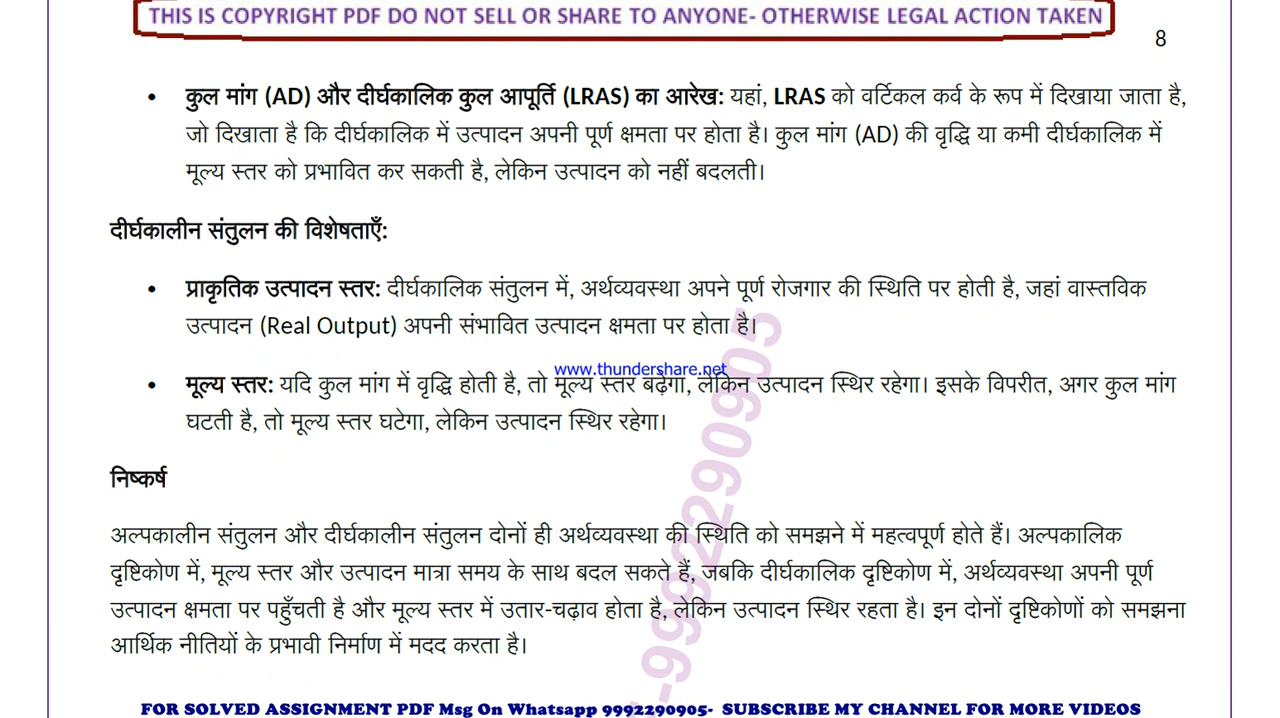 THIS IS COPYRIGHT PDF DO NOT SELL OR SHARE TO ANYONE- OTHERWISE LEGAL ACTION TAKEN
8
• कुल मांग (AD) और दीर्घकालिक कुल आपूर्ति (LRAS) का आरेख: यहां, LRAS को वर्टिकल कर्व के रूप में दिखाया जाता है,
जो दिखाता है कि दीर्घकालिक में उत्पादन अपनी पूर्ण क्षमता पर होता है। कुल मांग (AD) की वृद्धि या कमी दीर्घकालिक में
मूल्य स्तर को प्रभावित कर सकती है, लेकिन उत्पादन को नहीं बदलती।
दीर्घकालीन संतुलन की विशेषताएँ:
• प्राकृतिक उत्पादन स्तर: दीर्घकालिक संतुलन में, अर्थव्यवस्था अपने पूर्ण रोजगार की स्थिति पर होती है, जहां वास्तविक
उत्पादन (Real Output) अपनी संभावित उत्पादन क्षमता पर होता है।
www.thundershare.net
• मूल्य स्तर: यदि कुल मांग में वृद्धि होती है, तो मूल्य स्तर बढ़ेगा, लेकिन उत्पादन स्थिर रहेगा। इसके विपरीत, अगर कुल मांग
घटती है, तो मूल्य स्तर घटेगा, लेकिन उत्पादन स्थिर रहेगा।
निष्कर्ष
अल्पकालीन संतुलन और दीर्घकालीन संतुलन दोनों ही अर्थव्यवस्था की स्थिति को समझने में महत्वपूर्ण होते हैं। अल्पकालिक
दृष्टिकोण में, मूल्य स्तर और उत्पादन मात्रा समय के साथ बदल सकते हैं, जबकि दीर्घकालिक दृष्टिकोण में, अर्थव्यवस्था अपनी पूर्ण
उत्पादन क्षमता पर पहुँचती है और मूल्य स्तर में उतार-चढ़ाव होता है, लेकिन उत्पादन स्थिर रहता है। इन दोनों दृष्टिकोणों को समझना
आर्थिक नीतियों के प्रभावी निर्माण में मदद करता है।
-9992290905
FOR SOLVED ASSIGNMENT PDF Msg On Whatsapp 9992290905- SUBSCRIBE MY CHANNEL FOR MORE VIDEOS